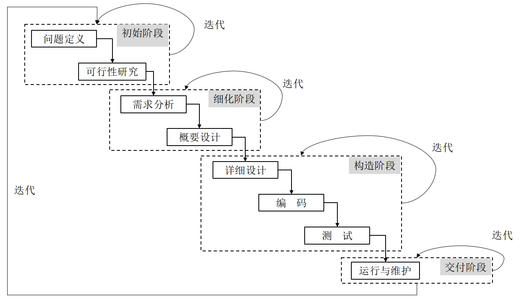 迭代
初始阶段
问题定义
可行性研究
迭代
细化阶段
需求分析
概要设计
迭代
构造阶段
详细设计
迭代
编 码
测 试
迭代
交付阶段
运行与维护